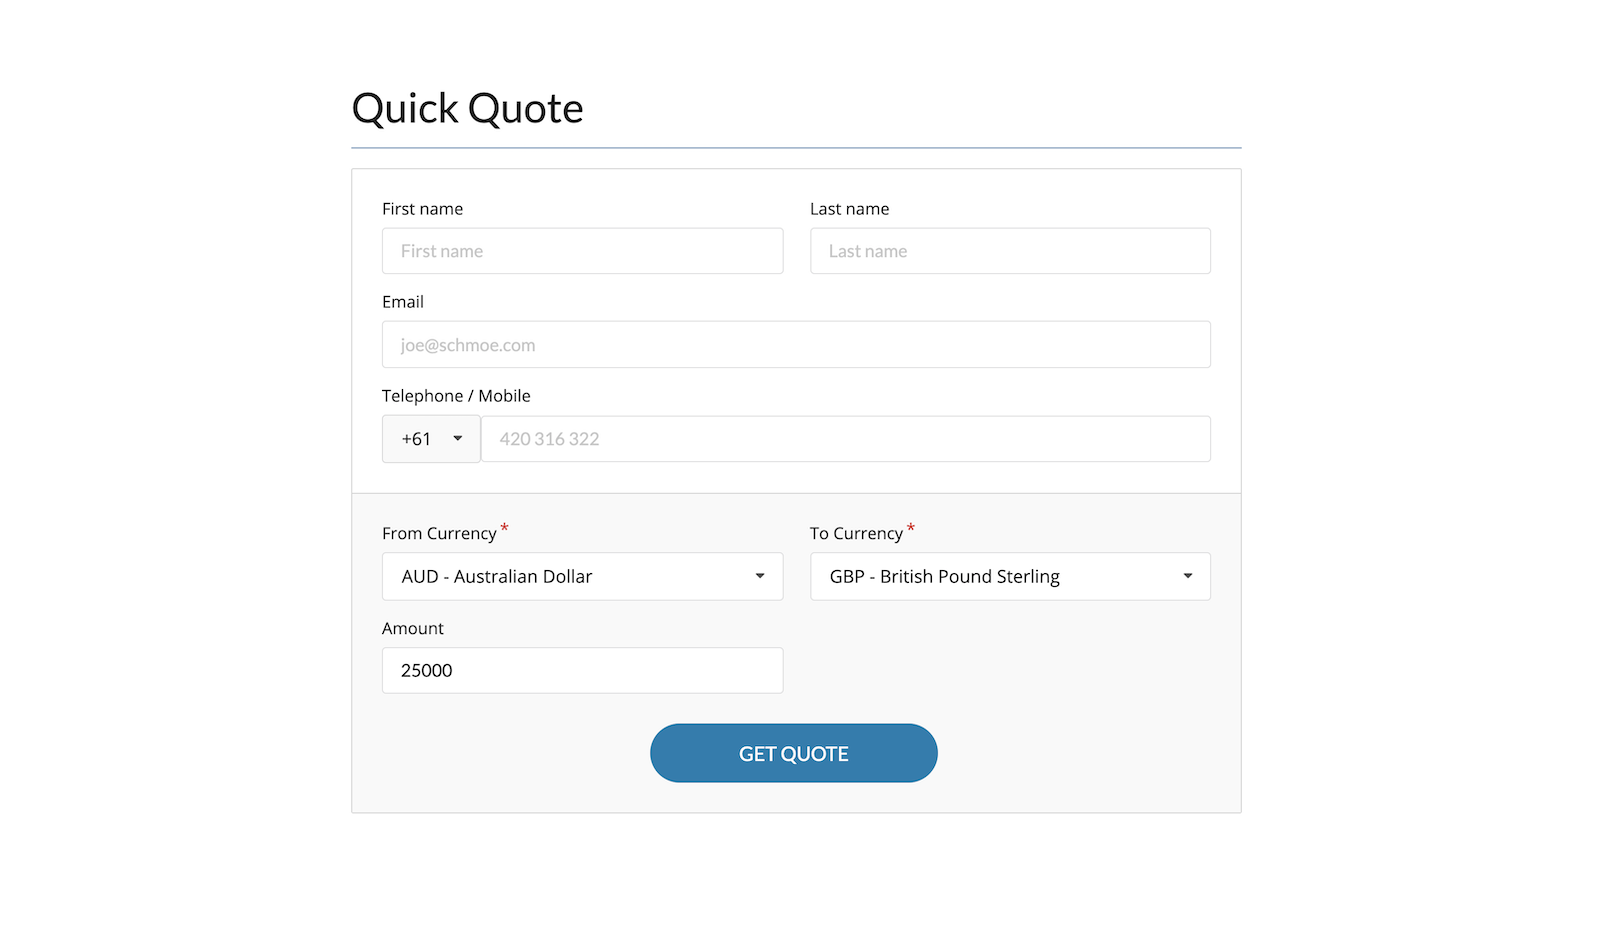 Quick Quote
First name
Last name
First name
Last name
Email
joe@schmoe.com
Telephone / Mobile
+61
420 316 322
From Currency *
To Currency *
AUD - Australian Dollar
GBP - British Pound Sterling
Amount
25000
GET QUOTE